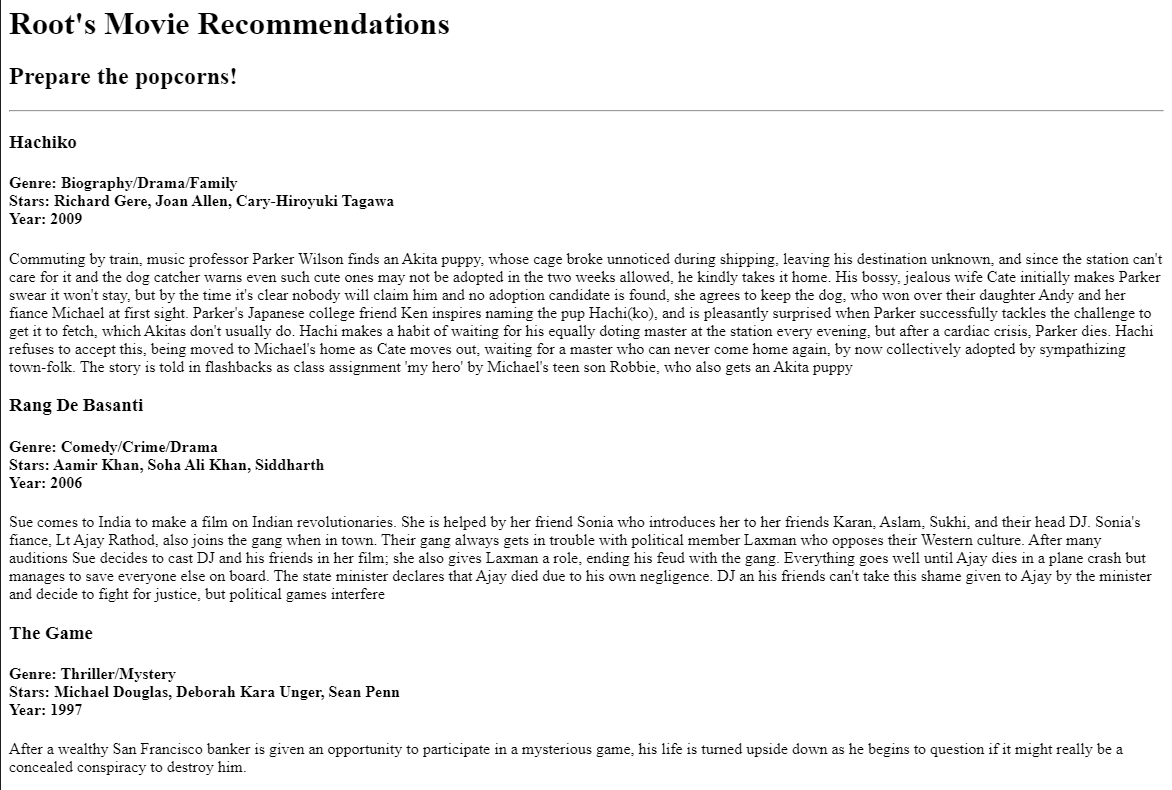 Root's Movie Recommendations
Prepare the popcorns!
Hachiko
Genre: Biography/Drama/Family
Stars: Richard Gere, Joan Allen, Cary-Hiroyuki Tagawa
Year: 2009
Commuting by train, music professor Parker Wilson finds an Akita puppy, whose cage broke unnoticed during shipping, leaving his destination unknown, and since the station can't
care for it and the dog catcher warns even such cute ones may not be adopted in the two weeks allowed, he kindly takes it home. His bossy, jealous wife Cate initially makes Parker
swear it won't stay, but by the time it's clear nobody will claim him and no adoption candidate is found, she agrees to keep the dog, who won over their daughter Andy and her
fiance Michael at first sight. Parker's Japanese college friend Ken inspires naming the pup Hachi(ko), and is pleasantly surprised when Parker successfully tackles the challenge to
get it to fetch, which Akitas don't usually do. Hachi makes a habit of waiting for his equally doting master at the station every evening, but after a cardiac crisis, Parker dies. Hachi
refuses to accept this, being moved to Michael's home as Cate moves out, waiting for a master who can never come home again, by now collectively adopted by sympathizing
town-folk. The story is told in flashbacks as class assignment 'my hero' by Michael's teen son Robbie, who also gets an Akita puppy
Rang De Basanti
Genre: Comedy/Crime/Drama
Stars: Aamir Khan, Soha Ali Khan, Siddharth
Year: 2006
Sue comes to India to make a film on Indian revolutionaries. She is helped by her friend Sonia who introduces her to her friends Karan, Aslam, Sukhi, and their head DJ. Sonia's
fiance, Lt Ajay Rathod, also joins the gang when in town. Their gang always gets in trouble with political member Laxman who opposes their Western culture. After many
auditions Sue decides to cast DJ and his friends in her film; she also gives Laxman a role, ending his feud with the gang. Everything goes well until Ajay dies in a plane crash but
manages to save everyone else on board. The state minister declares that Ajay died due to his own negligence. DJ an his friends can't take this shame given to Ajay by the minister
and decide to fight for justice, but political games interfere
The Game
Genre: Thriller/Mystery
Stars: Michael Douglas, Deborah Kara Unger, Sean Penn
Year: 1997
After a wealthy San Francisco banker is given an opportunity to participate in a mysterious game, his life is turned upside down as he begins to question if it might really be a
concealed conspiracy to destroy him.